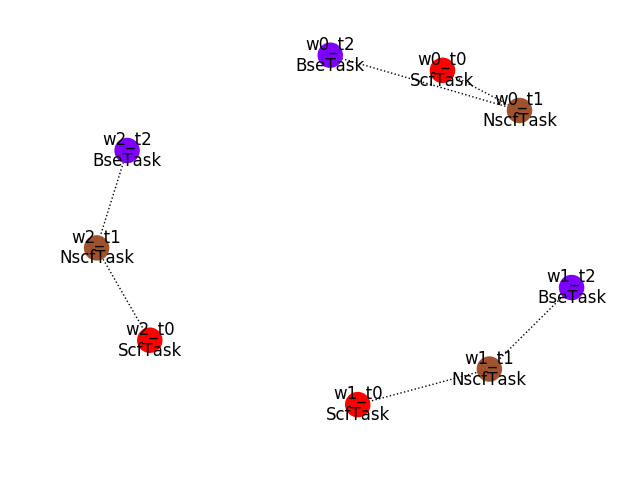 w0_t2
BseTask
w0_t0
ScfTask
w0_t1
NscfTask
w2_t2
BseTask
w2_t1
NscfTask
w2_t0
ScfTask
w1_t2
BseTask
w1_t1
NscfTask
w1_t0
ScfTask